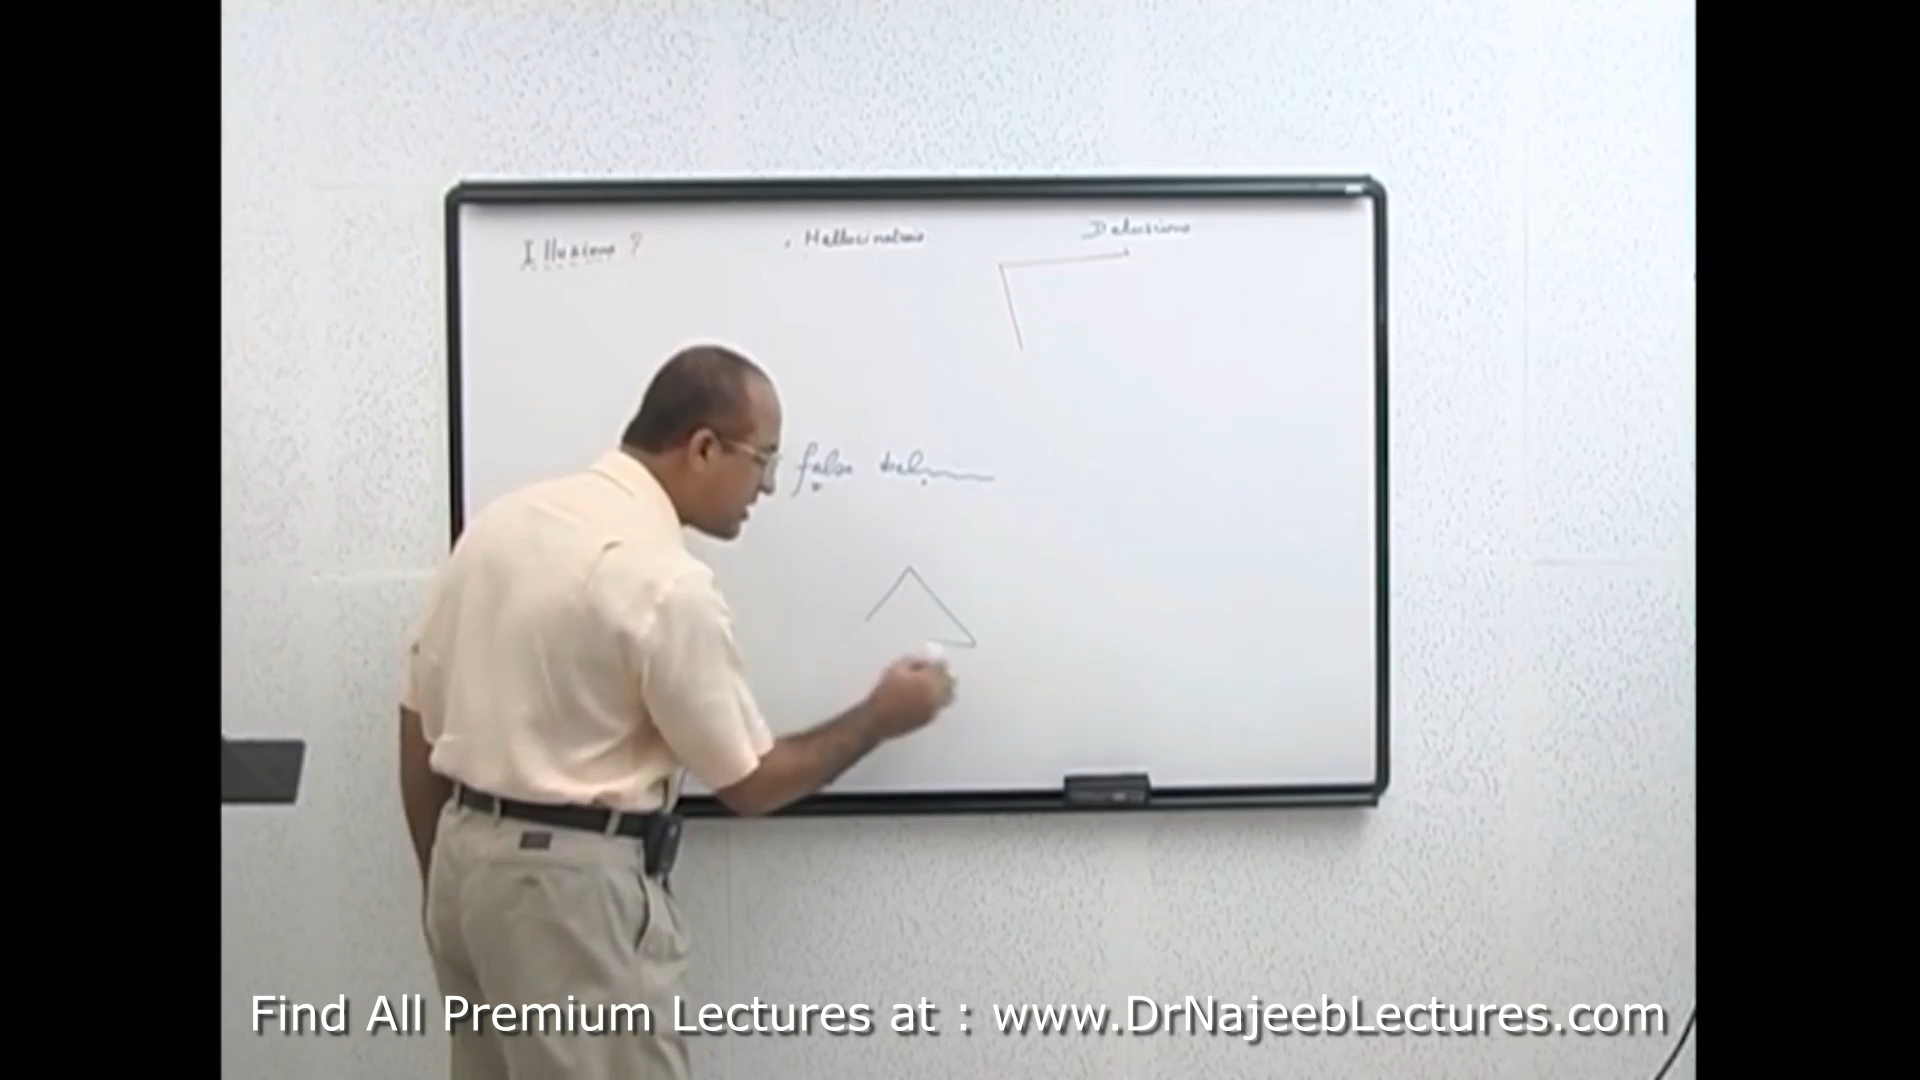 Illusions ?
Hallucinations
Delusions
false
Find All Premium Lectures at : www.DrNajeebLectures.com